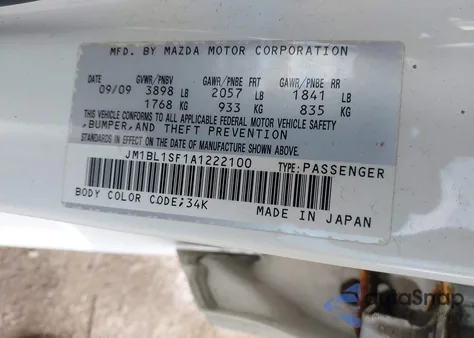 MFD. BY MAZDA MOTOR CORPORATION
DATE GVWR/PNBV GAWR/PNBE FRT GAWR/PNBE RR
09/09 3898 LB 2057 LB 1841 LB
1768 KG 933 KG 835 KG
THIS VEHICLE CONFORMS TO ALL APPLICABLE FEDERAL MOTOR VEHICLE SAFETY
,BUMPER,AND THEFT PREVENTION
STANDARDS IN EFFECT ON THE DATE OF MANUFACTURE SHOWN ABOVE.
JM1BL1SF1A1222100 TYPE:PASSENGER
BODY COLOR CODE;34K MADE IN JAPAN
autoSnap